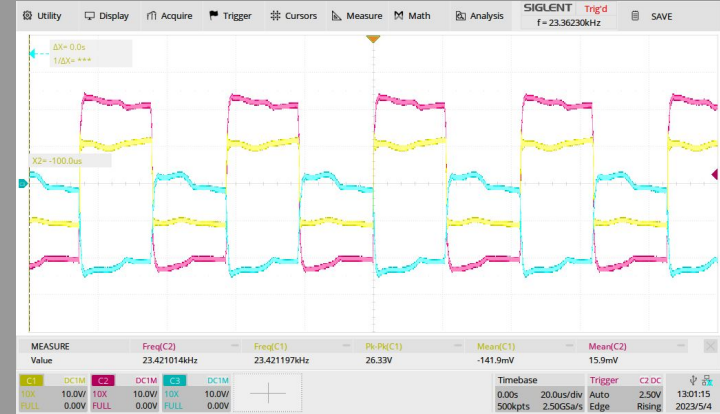 Utility Display Acquire Trigger Cursors Measure Math Analysis SIGLENT Trig'd SAVE
f = 23.36230kHz
ΔX= 0.0s
1/ΔX= ***
X2= -100.0us
MEASURE Freq(C2) Freq(C1) Pk-Pk(C1) Mean(C1) Mean(C2)
Value 23.421014kHz 23.421197kHz 26.33V -141.9mV 15.9mV
C1 DC1M C2 DC1M C3 DC1M Timebase Trigger C2 DC
10X 10.0V/ 10X 10.0V/ 10X 10.0V/ 0.00s 20.0us/div Auto 2.50V 13:01:15
FULL 0.00V FULL 0.00V FULL 0.00V 500kpts 2.50GSa/s Edge Rising 2023/5/4